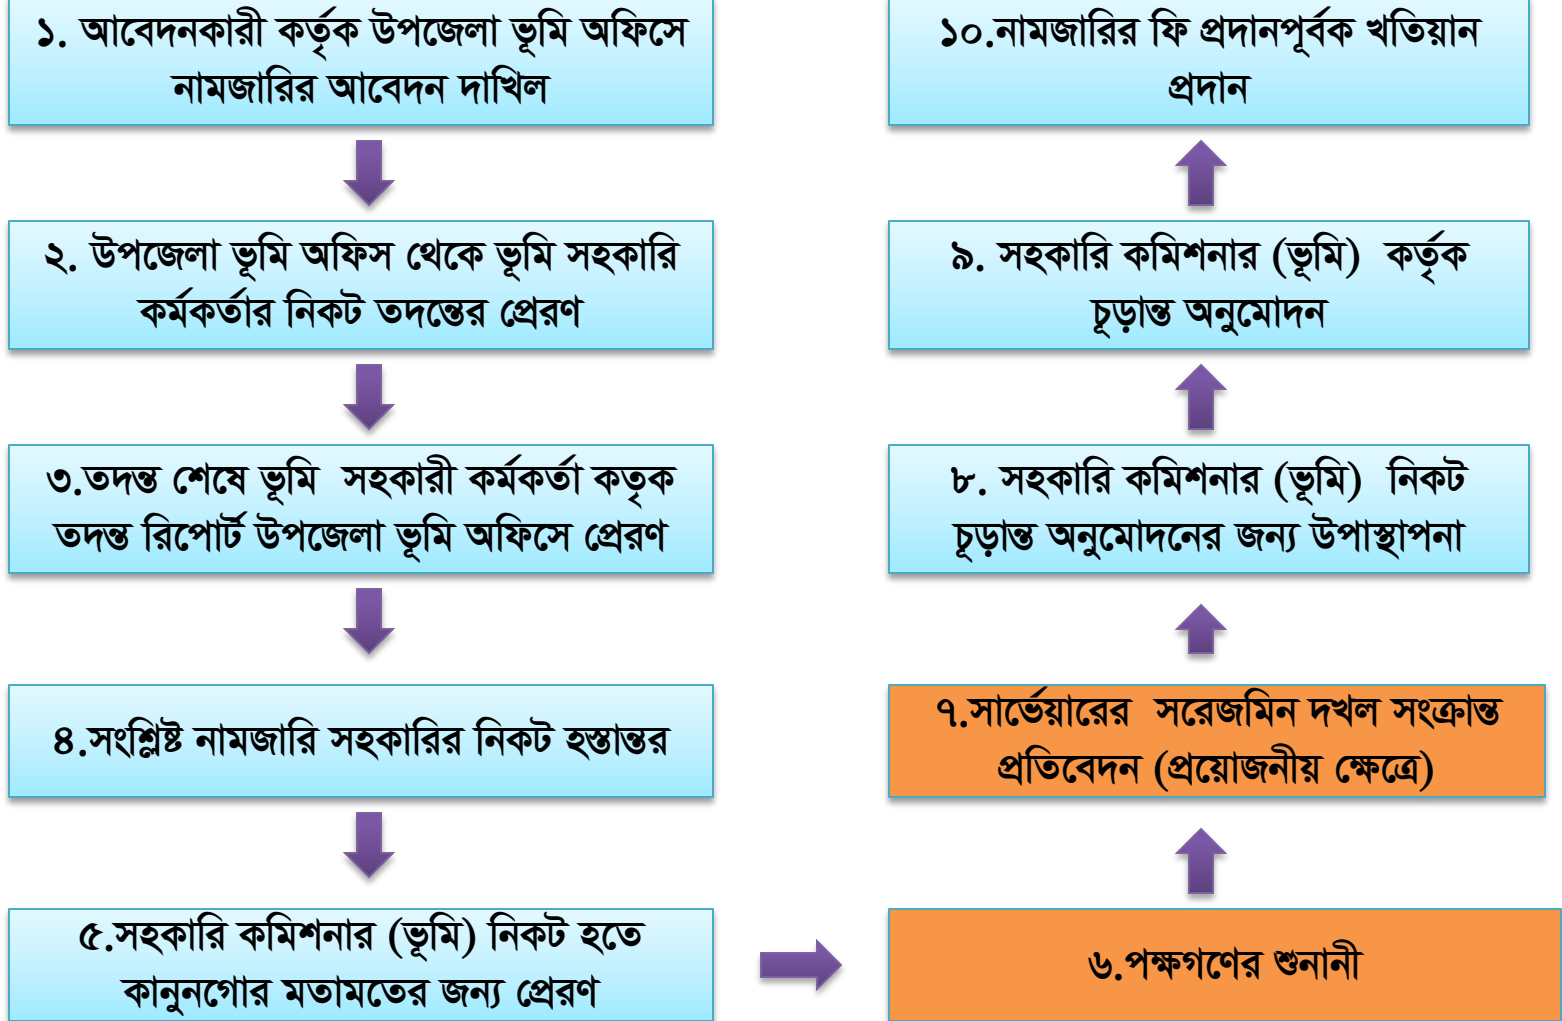 ১. আবেদনকারী কর্তৃক উপজেলা ভূমি অফিসে
নামজারির আবেদন দাখিল
২. উপজেলা ভূমি অফিস থেকে ভূমি সহকারি
কর্মকর্তার নিকট তদন্তের প্রেরণ
৩.তদন্ত শেষে ভূমি সহকারী কর্মকর্তা কতৃক
তদন্ত রিপোর্ট উপজেলা ভূমি অফিসে প্রেরণ
৪.সংশ্লিষ্ট নামজারি সহকারির নিকট হস্তান্তর
৫.সহকারি কমিশনার (ভূমি) নিকট হতে
কানুনগোর মতামতের জন্য প্রেরণ
৬.পক্ষগণের শুনানী
৭.সার্ভেয়ারের সরেজমিন দখল সংক্রান্ত
প্রতিবেদন (প্রয়োজনীয় ক্ষেত্রে)
৮. সহকারি কমিশনার (ভূমি) নিকট
চূড়ান্ত অনুমোদনের জন্য উপাস্থাপনা
৯. সহকারি কমিশনার (ভূমি) কর্তৃক
চূড়ান্ত অনুমোদন
১০.নামজারির ফি প্রদানপূর্বক খতিয়ান
প্রদান